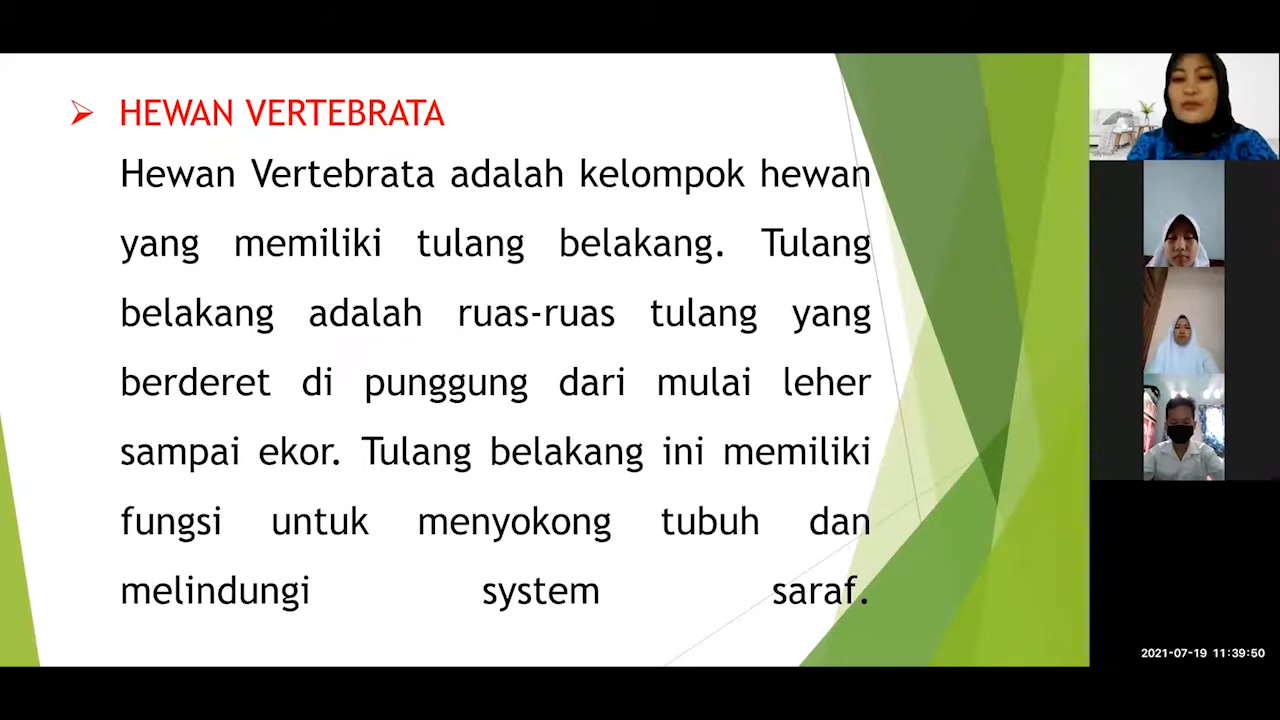 HEWAN VERTEBRATA
Hewan Vertebrata adalah kelompok hewan
yang memiliki tulang belakang. Tulang
belakang adalah ruas-ruas tulang yang
berderet di punggung dari mulai leher
sampai ekor. Tulang belakang ini memiliki
fungsi untuk menyokong tubuh dan
melindungi system saraf.
2021-07-19 11:39:50